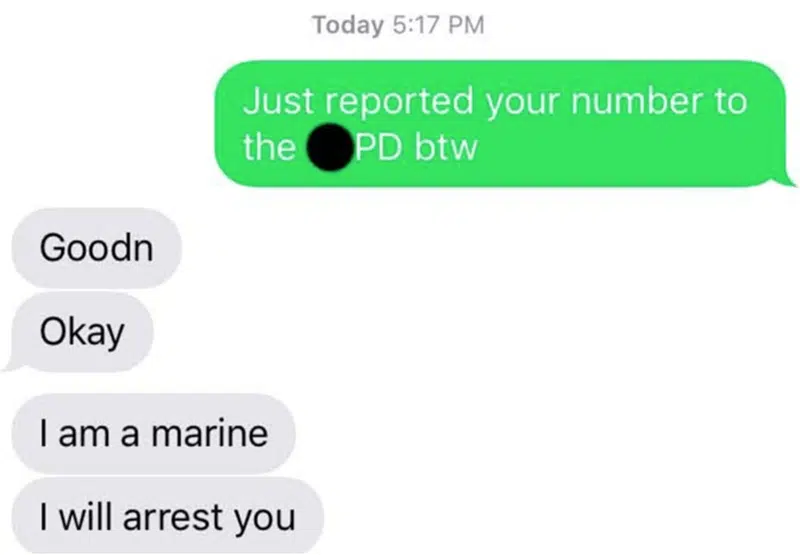 Today 5:17 PM
Just reported your number to
the PD btw
Goodn
Okay
I am a marine
I will arrest you